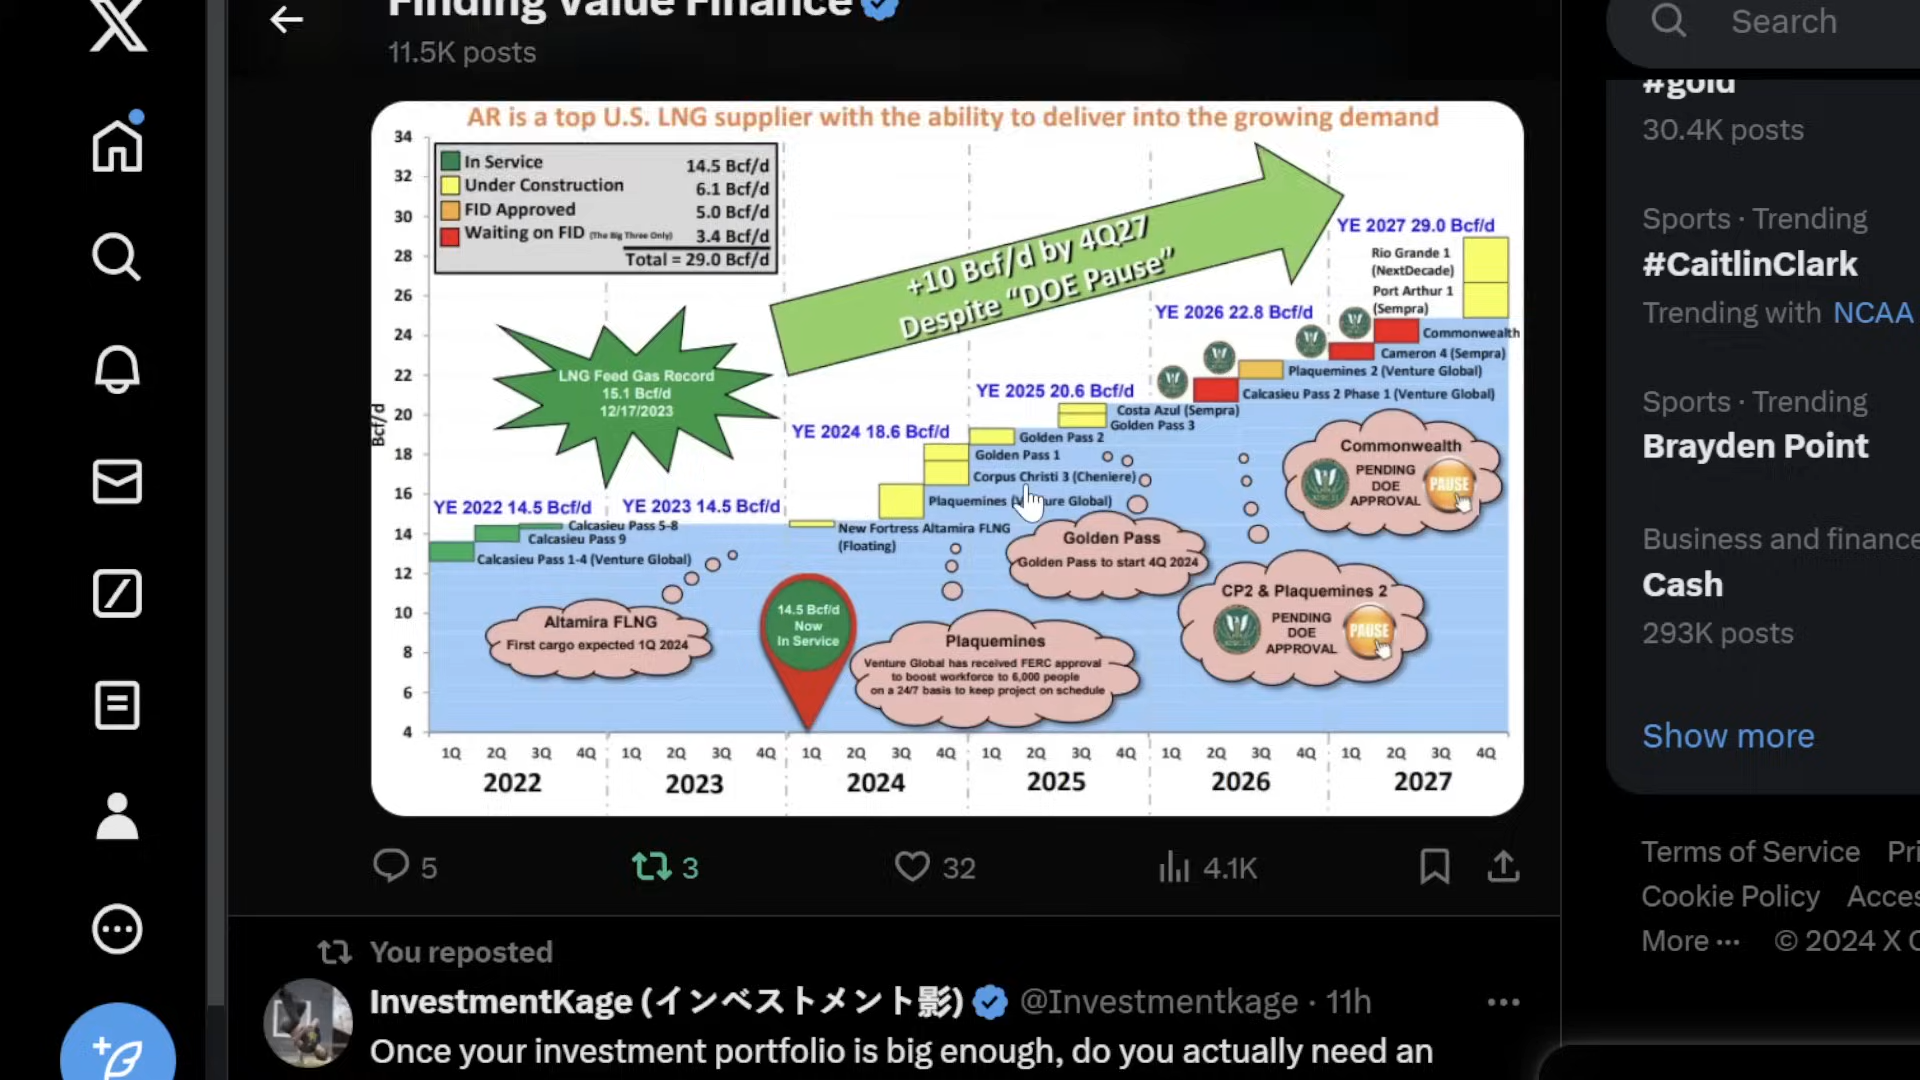 Finding Value Finance
11.5K posts
Search
AR is a top U.S. LNG supplier with the ability to deliver into the growing demand
Bcf/d
34
32
30
28
26
24
22
20
18
16
14
12
10
8
6
4
In Service 14.5 Bcf/d
Under Construction 6.1 Bcf/d
FID Approved 5.0 Bcf/d
Waiting on FID (The Big Three Only) 3.4 Bcf/d
Total = 29.0 Bcf/d
+10 Bcf/d by 4Q27
Despite "DOE Pause"
LNG Feed Gas Record
15.1 Bcf/d
12/17/2023
YE 2022 14.5 Bcf/d
YE 2023 14.5 Bcf/d
YE 2024 18.6 Bcf/d
YE 2025 20.6 Bcf/d
YE 2026 22.8 Bcf/d
YE 2027 29.0 Bcf/d
Rio Grande 1
(NextDecade)
Port Arthur 1
(Sempra)
Commonwealth
Cameron 4 (Sempra)
Plaquemines 2 (Venture Global)
Calcasieu Pass 2 Phase 1 (Venture Global)
Costa Azul (Sempra)
Golden Pass 3
Golden Pass 2
Golden Pass 1
Corpus Christi 3 (Cheniere)
Plaquemines (Venture Global)
New Fortress Altamira FLNG
(Floating)
Calcasieu Pass 5-8
Calcasieu Pass 9
Calcasieu Pass 1-4 (Venture Global)
Commonwealth
PENDING
DOE
APPROVAL
PAUSE
Golden Pass
Golden Pass to start 4Q 2024
CP2 & Plaquemines 2
PENDING
DOE
APPROVAL
PAUSE
Altamira FLNG
First cargo expected 1Q 2024
14.5 Bcf/d
Now
In Service
Plaquemines
Venture Global has received FERC approval
to boost workforce to 6,000 people
on a 24/7 basis to keep project on schedule
1Q 2Q 3Q 4Q 1Q 2Q 3Q 4Q 1Q 2Q 3Q 4Q 1Q 2Q 3Q 4Q 1Q 2Q 3Q 4Q 1Q 2Q 3Q 4Q
2022 2023 2024 2025 2026 2027
5 3 32 4.1K
You reposted
InvestmentKage (インベストメント影) @Investmentkage · 11h
Once your investment portfolio is big enough, do you actually need an
#gold
30.4K posts
Sports · Trending
#CaitlinClark
Trending with NCAA
Sports · Trending
Brayden Point
Business and finance
Cash
293K posts
Show more
Terms of Service Pri
Cookie Policy Acces
More ··· © 2024 X C